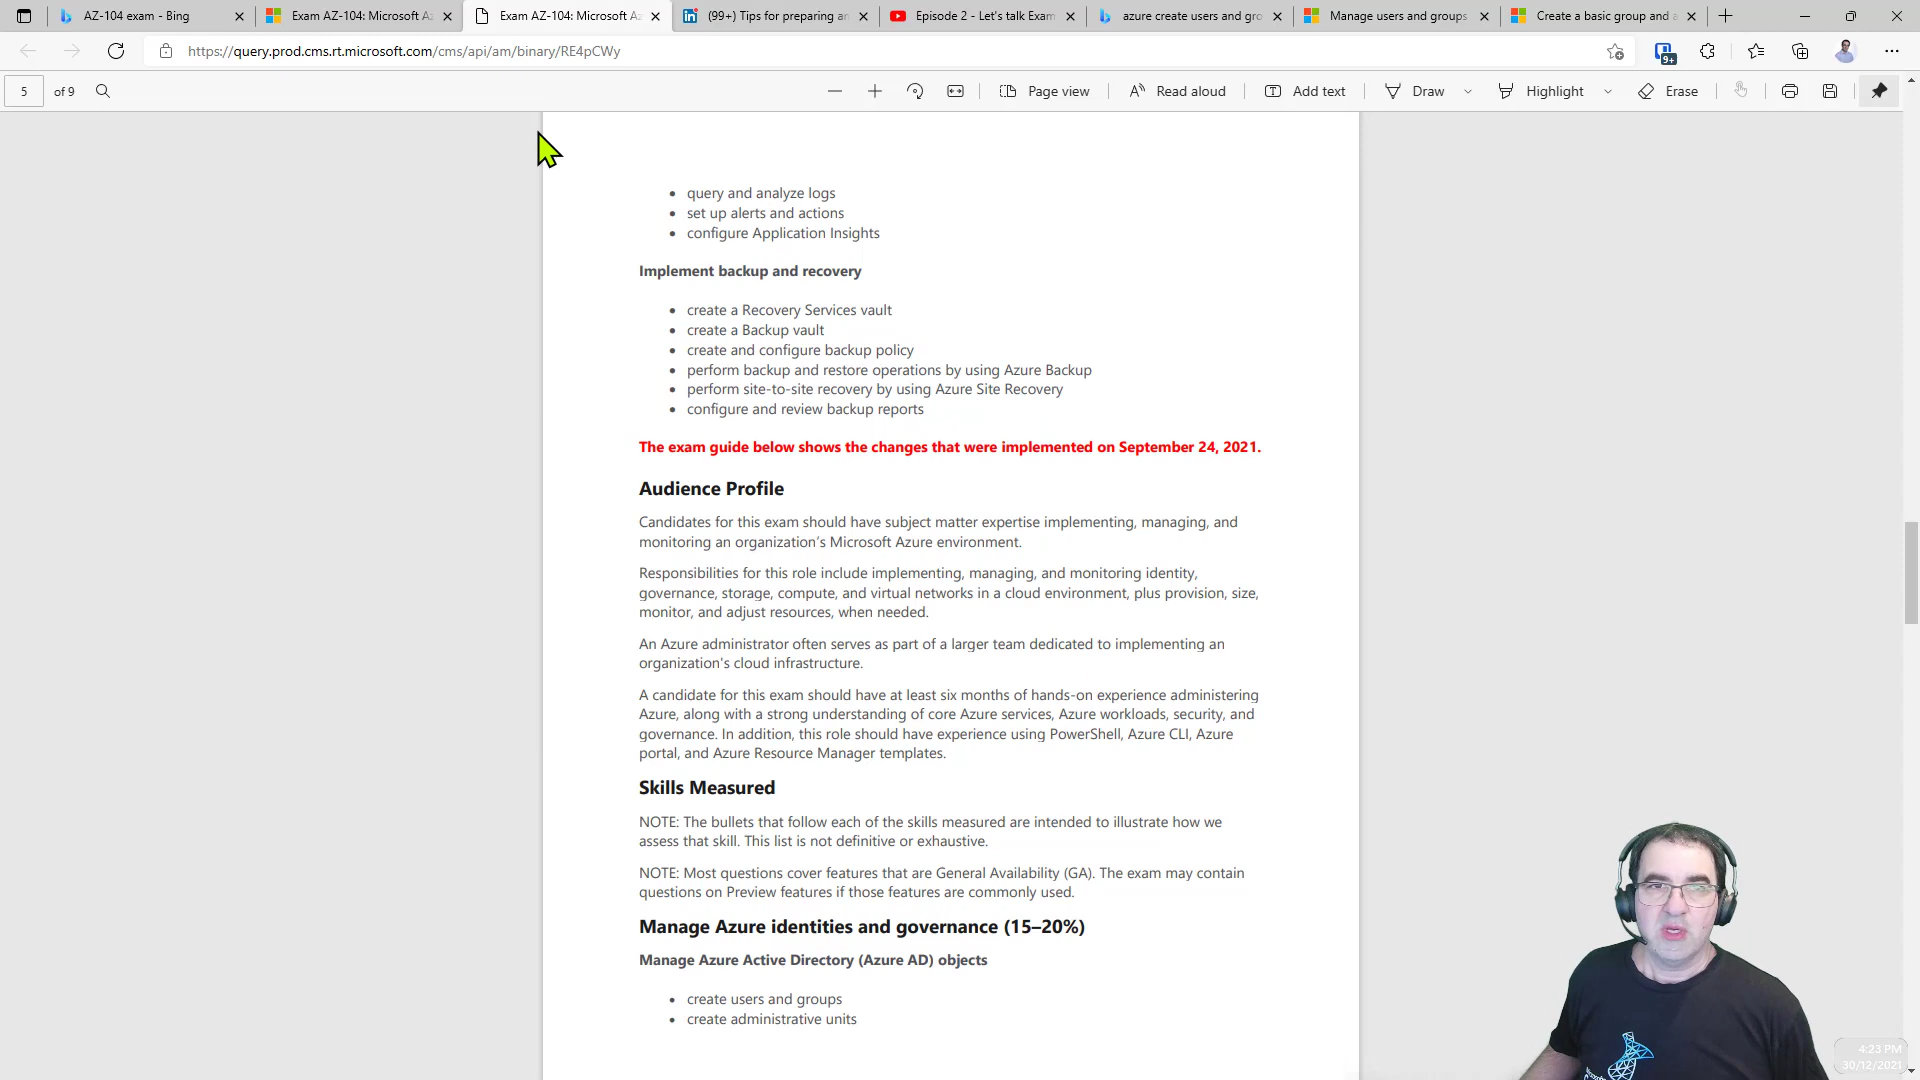 AZ-104 exam - Bing
Exam AZ-104: Microsoft Az
Exam AZ-104: Microsoft Az
(99+) Tips for preparing an
Episode 2 - Let's talk Exam
azure create users and gro
Manage users and groups
Create a basic group and a
https://query.prod.cms.rt.microsoft.com/cms/api/am/binary/RE4pCWy
9+
5 of 9
Page view
Read aloud
Add text
Draw
Highlight
Erase
• query and analyze logs
• set up alerts and actions
• configure Application Insights
Implement backup and recovery
• create a Recovery Services vault
• create a Backup vault
• create and configure backup policy
• perform backup and restore operations by using Azure Backup
• perform site-to-site recovery by using Azure Site Recovery
• configure and review backup reports
The exam guide below shows the changes that were implemented on September 24, 2021.
Audience Profile
Candidates for this exam should have subject matter expertise implementing, managing, and
monitoring an organization’s Microsoft Azure environment.
Responsibilities for this role include implementing, managing, and monitoring identity,
governance, storage, compute, and virtual networks in a cloud environment, plus provision, size,
monitor, and adjust resources, when needed.
An Azure administrator often serves as part of a larger team dedicated to implementing an
organization's cloud infrastructure.
A candidate for this exam should have at least six months of hands-on experience administering
Azure, along with a strong understanding of core Azure services, Azure workloads, security, and
governance. In addition, this role should have experience using PowerShell, Azure CLI, Azure
portal, and Azure Resource Manager templates.
Skills Measured
NOTE: The bullets that follow each of the skills measured are intended to illustrate how we
assess that skill. This list is not definitive or exhaustive.
NOTE: Most questions cover features that are General Availability (GA). The exam may contain
questions on Preview features if those features are commonly used.
Manage Azure identities and governance (15–20%)
Manage Azure Active Directory (Azure AD) objects
• create users and groups
• create administrative units
4:23 PM
30/12/2021